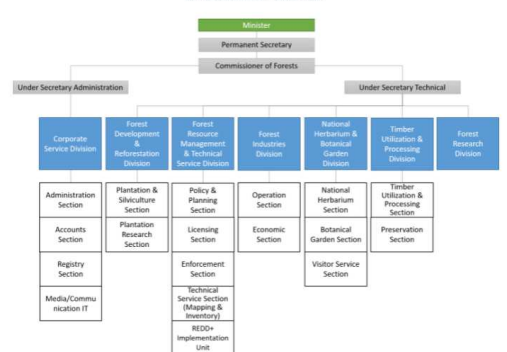 Minister
Permanent Secretary
Commissioner of Forests
Under Secretary Administration
Under Secretary Technical
Corporate
Service Division
Forest
Development
&
Reforestation
Division
Forest
Resource
Management
& Technical
Service Division
Forest
Industries
Division
National
Herbarium &
Botanical
Garden
Division
Timber
Utilization &
Processing
Division
Forest
Research
Division
Administration
Section
Accounts
Section
Registry
Section
Media/Commu
nication IT
Plantation &
Silviculture
Section
Plantation
Research
Section
Policy &
Planning
Section
Licensing
Section
Enforcement
Section
Technical
Service Section
(Mapping &
Inventory)
REDD+
Implementation
Unit
Operation
Section
Economic
Section
National
Herbarium
Section
Botanical
Garden Section
Visitor Service
Section
Timber
Utilization &
Processing
Section
Preservation
Section